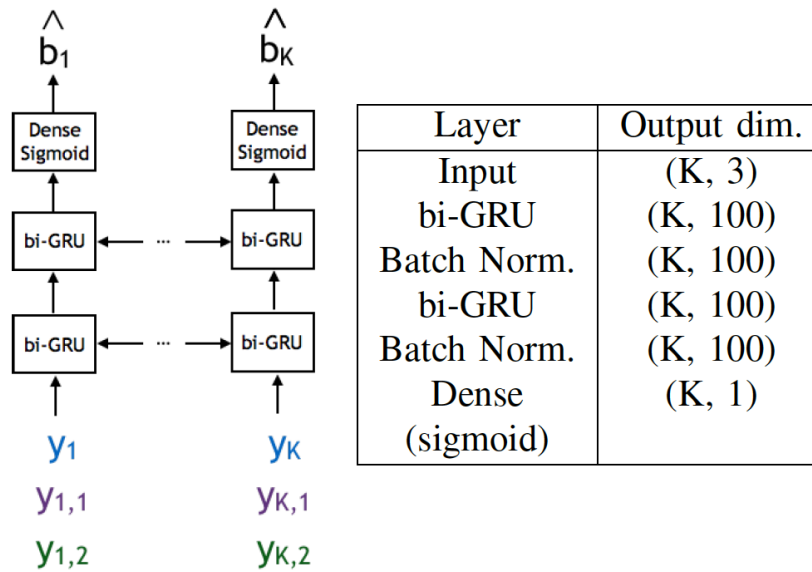 b̂₁ b̂K
Dense Sigmoid Dense Sigmoid
bi-GRU ... bi-GRU
bi-GRU ... bi-GRU
y₁ yK
y₁,₁ yK,₁
y₁,₂ yK,₂
Layer Output dim.
Input (K, 3)
bi-GRU (K, 100)
Batch Norm. (K, 100)
bi-GRU (K, 100)
Batch Norm. (K, 100)
Dense (K, 1)
(sigmoid)